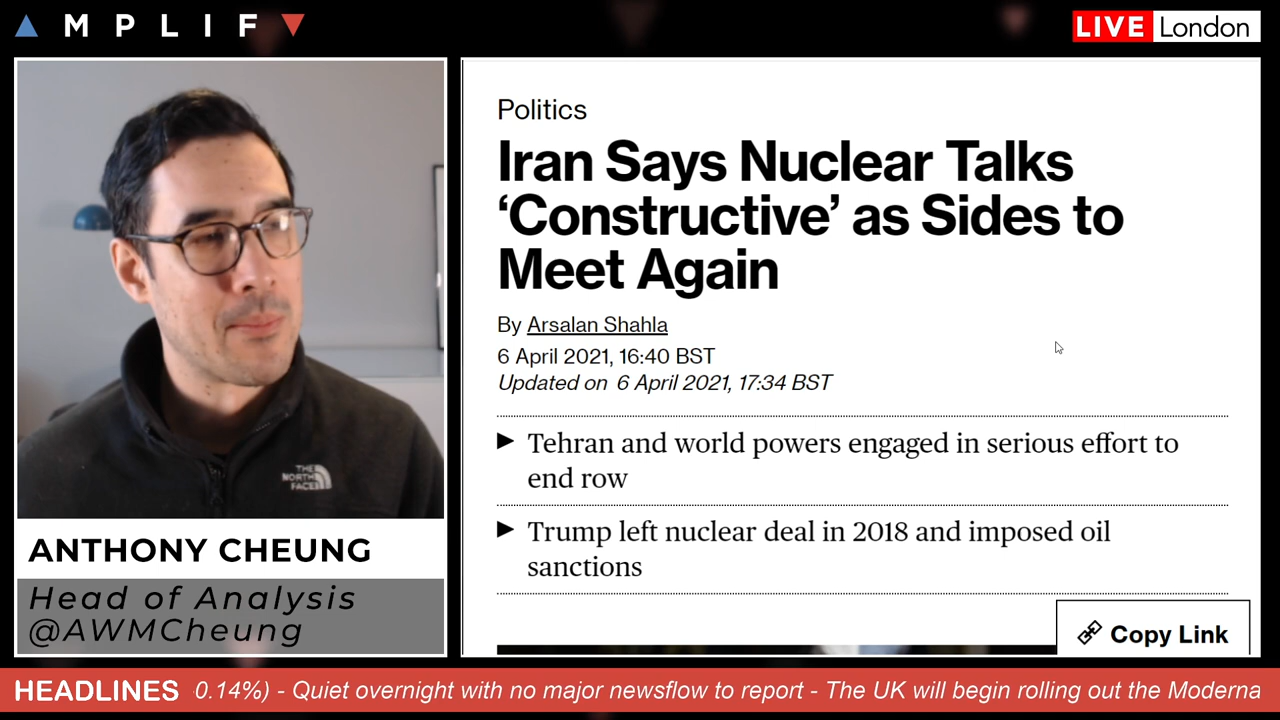 AMPLIFY
LIVE London
Politics
Iran Says Nuclear Talks
‘Constructive’ as Sides to
Meet Again
By Arsalan Shahla
6 April 2021, 16:40 BST
Updated on 6 April 2021, 17:34 BST
Tehran and world powers engaged in serious effort to
end row
Trump left nuclear deal in 2018 and imposed oil
sanctions
Copy Link
THE
NORTH
FACE
ANTHONY CHEUNG
Head of Analysis
@AWMCheung
HEADLINES 0.14%) - Quiet overnight with no major newsflow to report - The UK will begin rolling out the Moderna